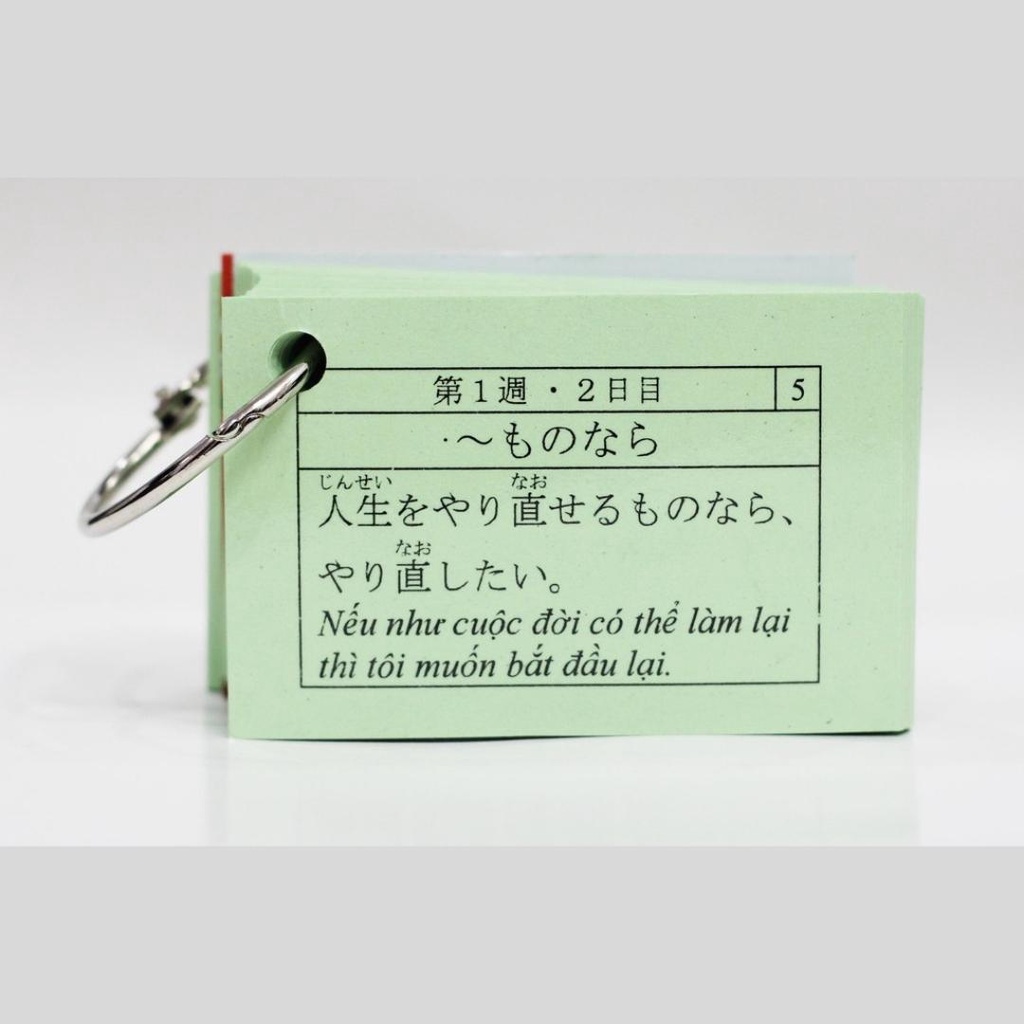 第1週・2日目 5
・～ものなら
じんせい なお
人生をやり直せるものなら、
なお
やり直したい。
Nếu như cuộc đời có thể làm lại
thì tôi muốn bắt đầu lại.